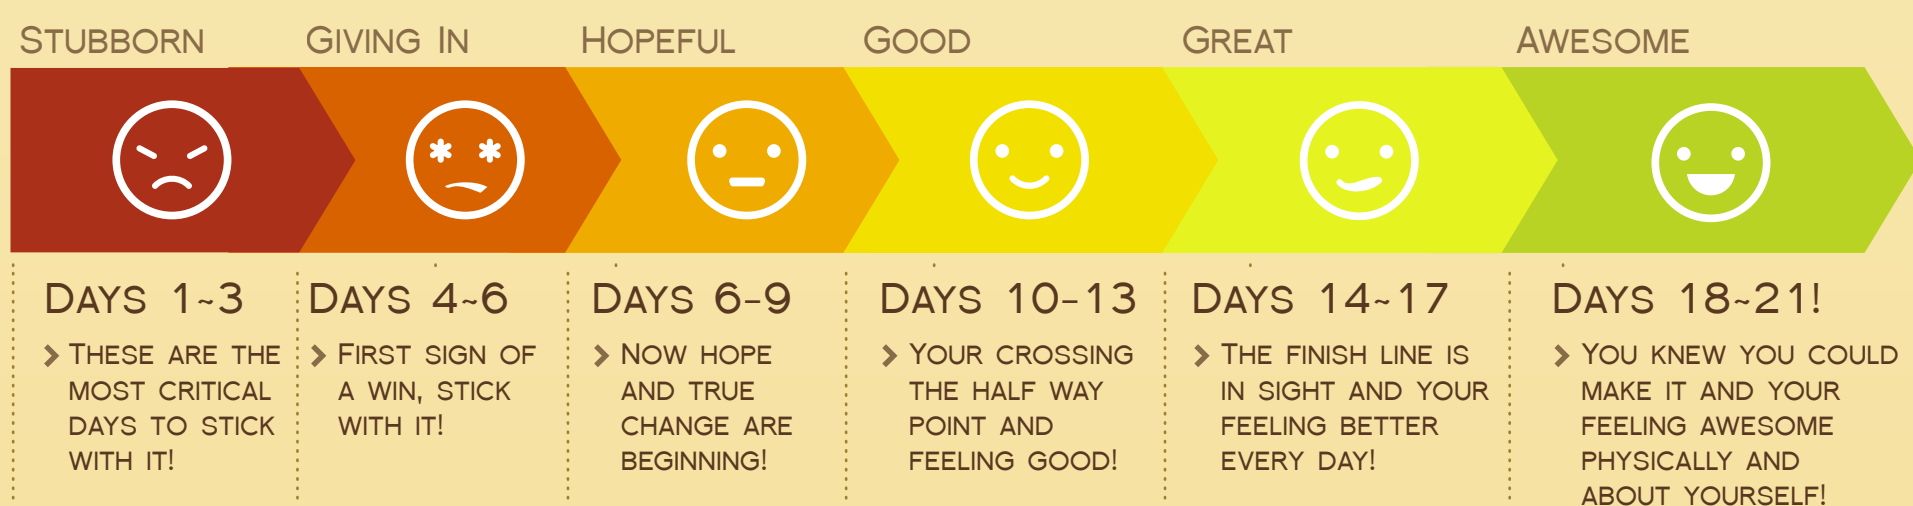 Stubborn
Giving In
Hopeful
Good
Great
Awesome
Days 1~3
These are the
most critical
days to stick
with it!
Days 4~6
First sign of
a win, stick
with it!
Days 6-9
Now hope
and true
change are
beginning!
Days 10-13
Your crossing
the half way
point and
feeling good!
Days 14~17
The finish line is
in sight and your
feeling better
every day!
Days 18~21!
You knew you could
make it and your
feeling awesome
physically and
about yourself!